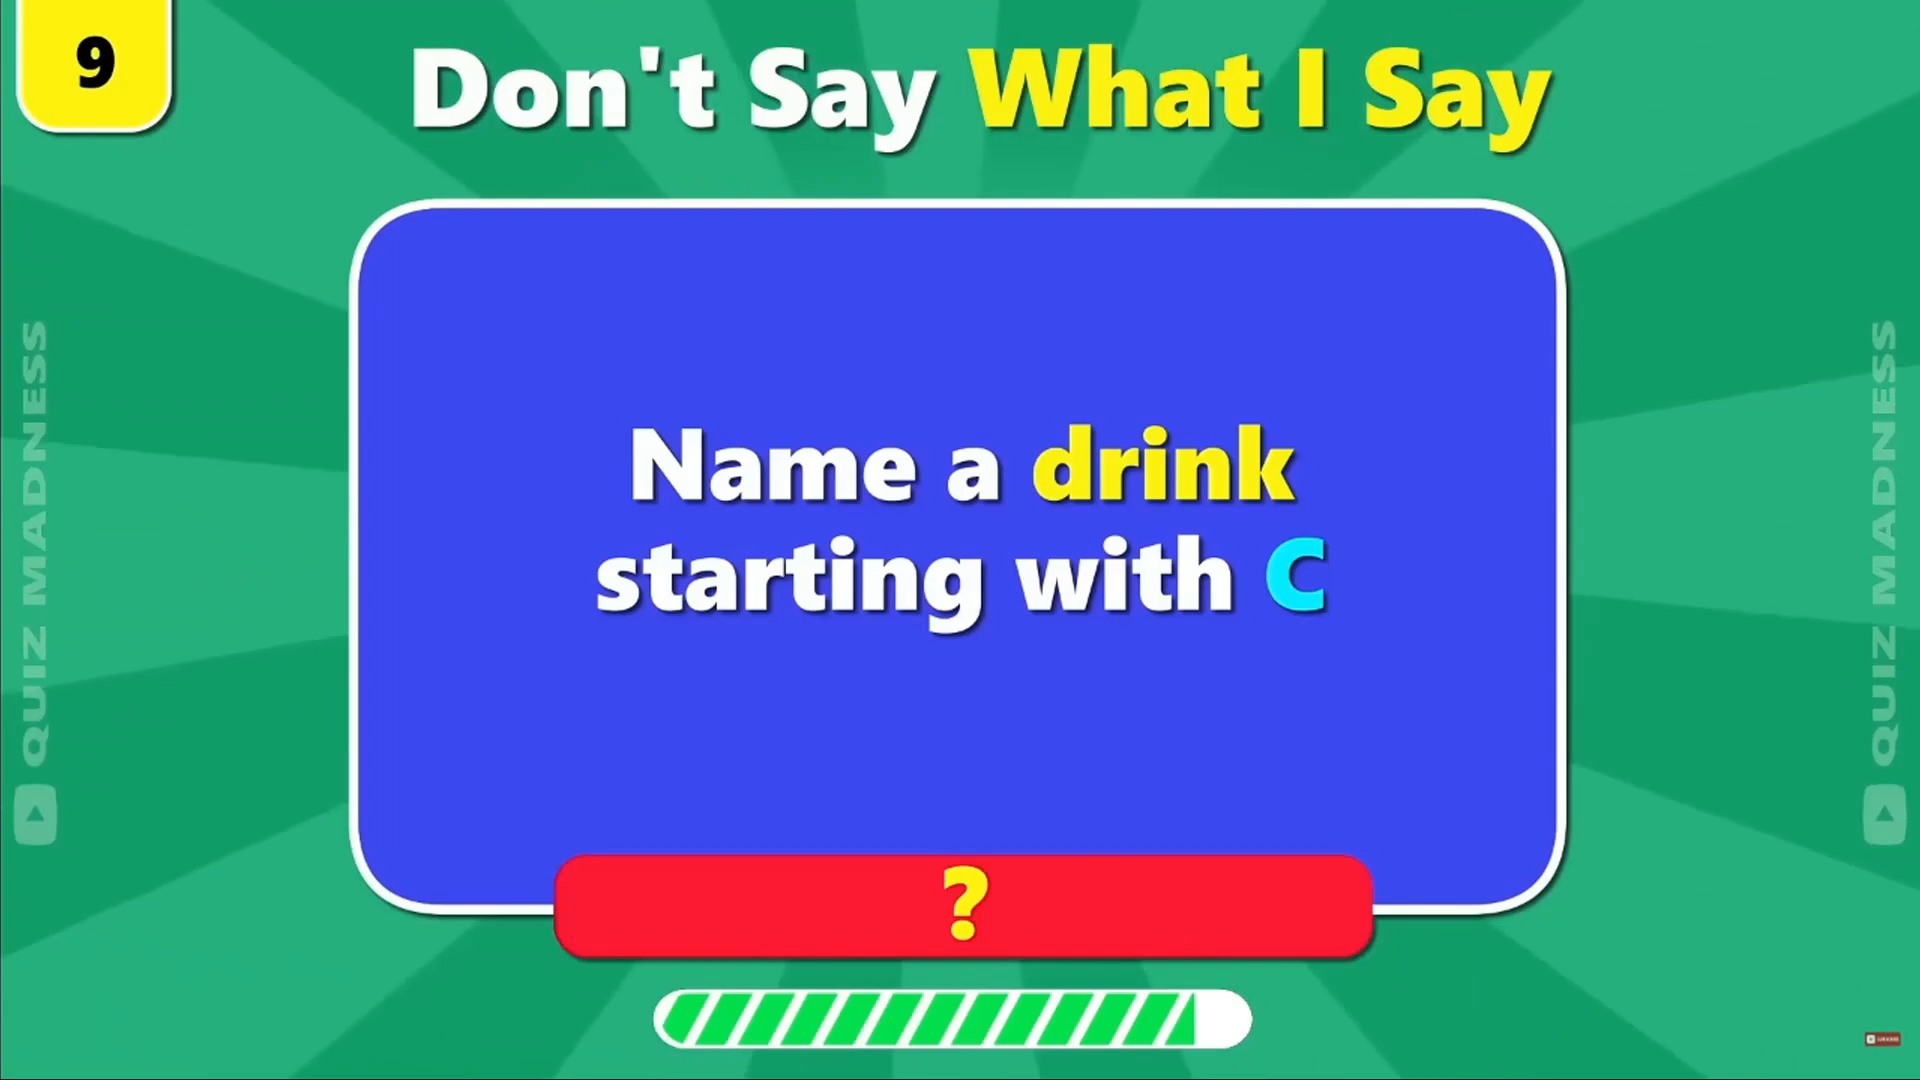 9
Don't Say What I Say
Name a drink
starting with C
?
QUIZ MADNESS
QUIZ MADNESS